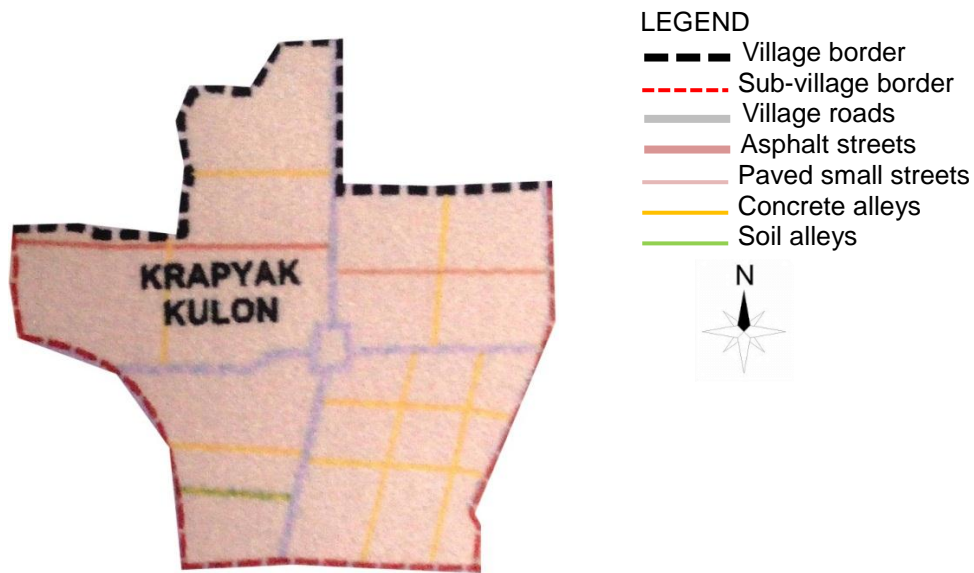 LEGEND
Village border
Sub-village border
Village roads
Asphalt streets
Paved small streets
Concrete alleys
Soil alleys
N
KRAPYAK
KULON